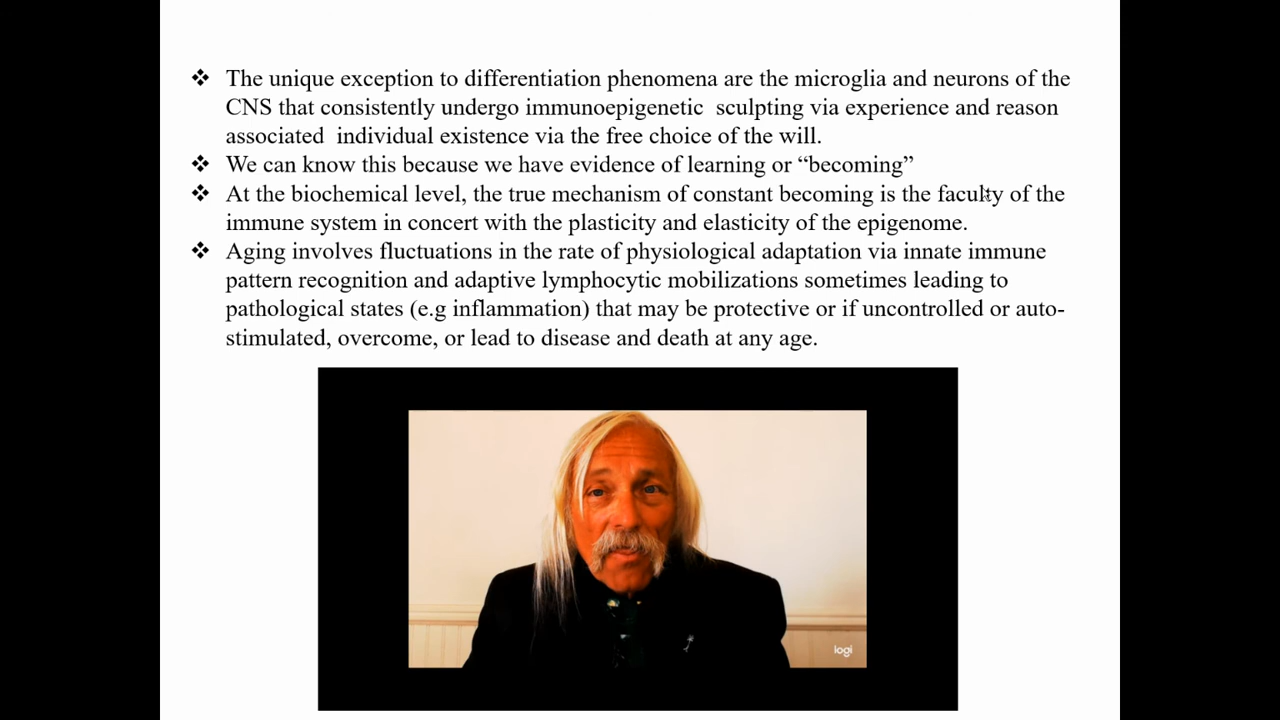 ❖ The unique exception to differentiation phenomena are the microglia and neurons of the
CNS that consistently undergo immunoepigenetic sculpting via experience and reason
associated individual existence via the free choice of the will.
❖ We can know this because we have evidence of learning or “becoming”
❖ At the biochemical level, the true mechanism of constant becoming is the faculty of the
immune system in concert with the plasticity and elasticity of the epigenome.
❖ Aging involves fluctuations in the rate of physiological adaptation via innate immune
pattern recognition and adaptive lymphocytic mobilizations sometimes leading to
pathological states (e.g inflammation) that may be protective or if uncontrolled or auto-
stimulated, overcome, or lead to disease and death at any age.
logi